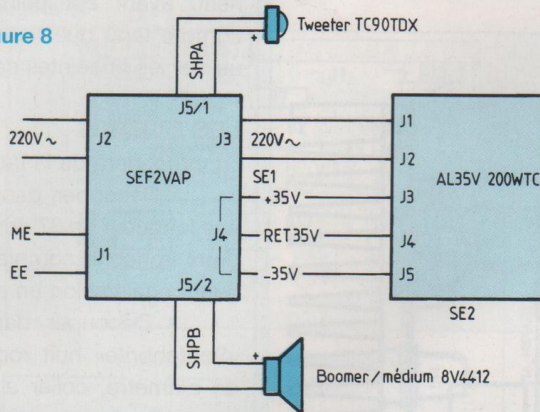 gure 8
Tweeter TC90TDX
+
SHPA
J5/1
220V~
J2
J3
220V~
J1
SEF2VAP
SE1
J2
AL35V 200WTC
+35V
J3
ME
J4
RET35V
J4
EE
J1
-35V
J5
J5/2
SE2
SHPB
+
Boomer/médium 8V4412